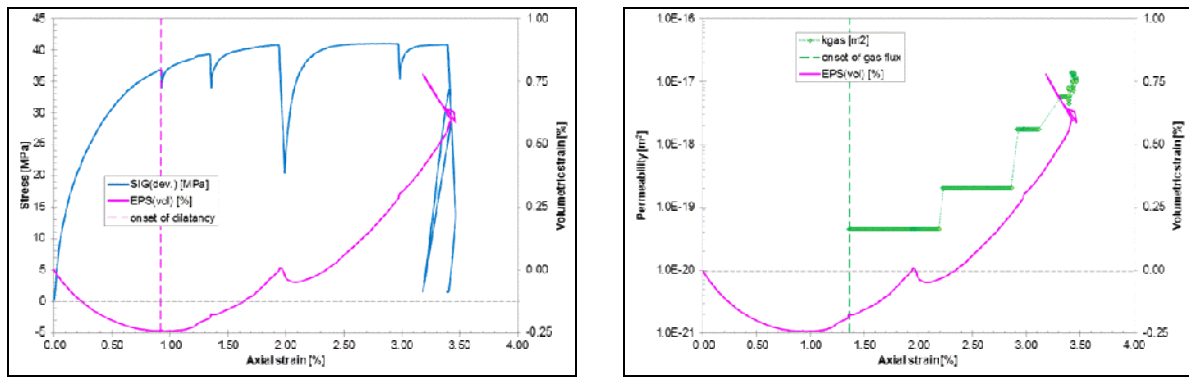 45
40
35
30
25
20
15
10
5
0
-5
Stress [MPa]
1.00
0.75
0.50
0.25
0.00
-0.25
Volumetric strain [%]
SIG(dev.) [MPa]
EPS(vol) [%]
onset of dilatancy
0.00 0.50 1.00 1.50 2.00 2.50 3.00 3.50 4.00
Axial strain [%]
1.0E-16
1.0E-17
1.0E-18
1.0E-19
1.0E-20
1.0E-21
Permeability [m²]
1.00
0.75
0.50
0.25
0.00
-0.25
Volumetric strain [%]
kgas [m2]
onset of gas flux
EPS(vol) [%]
0.00 0.50 1.00 1.50 2.00 2.50 3.00 3.50 4.00
Axial strain [%]